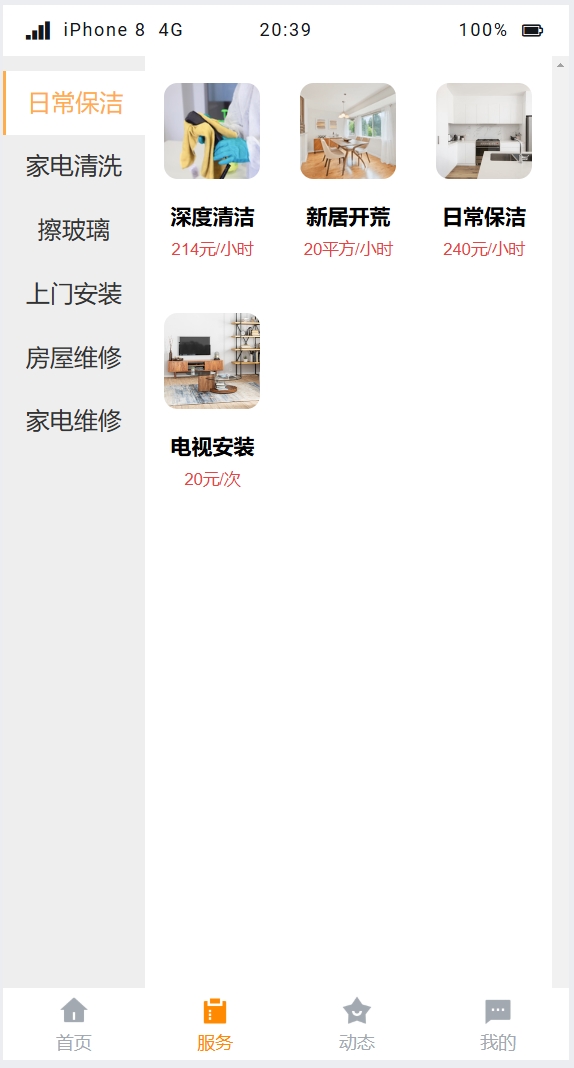 iPhone 8 4G 20:39 100%
日常保洁
家电清洗
擦玻璃
上门安装
房屋维修
家电维修
深度清洁 新居开荒 日常保洁
214元/小时 20平方/小时 240元/小时
电视安装
20元/次
首页 服务 动态 我的